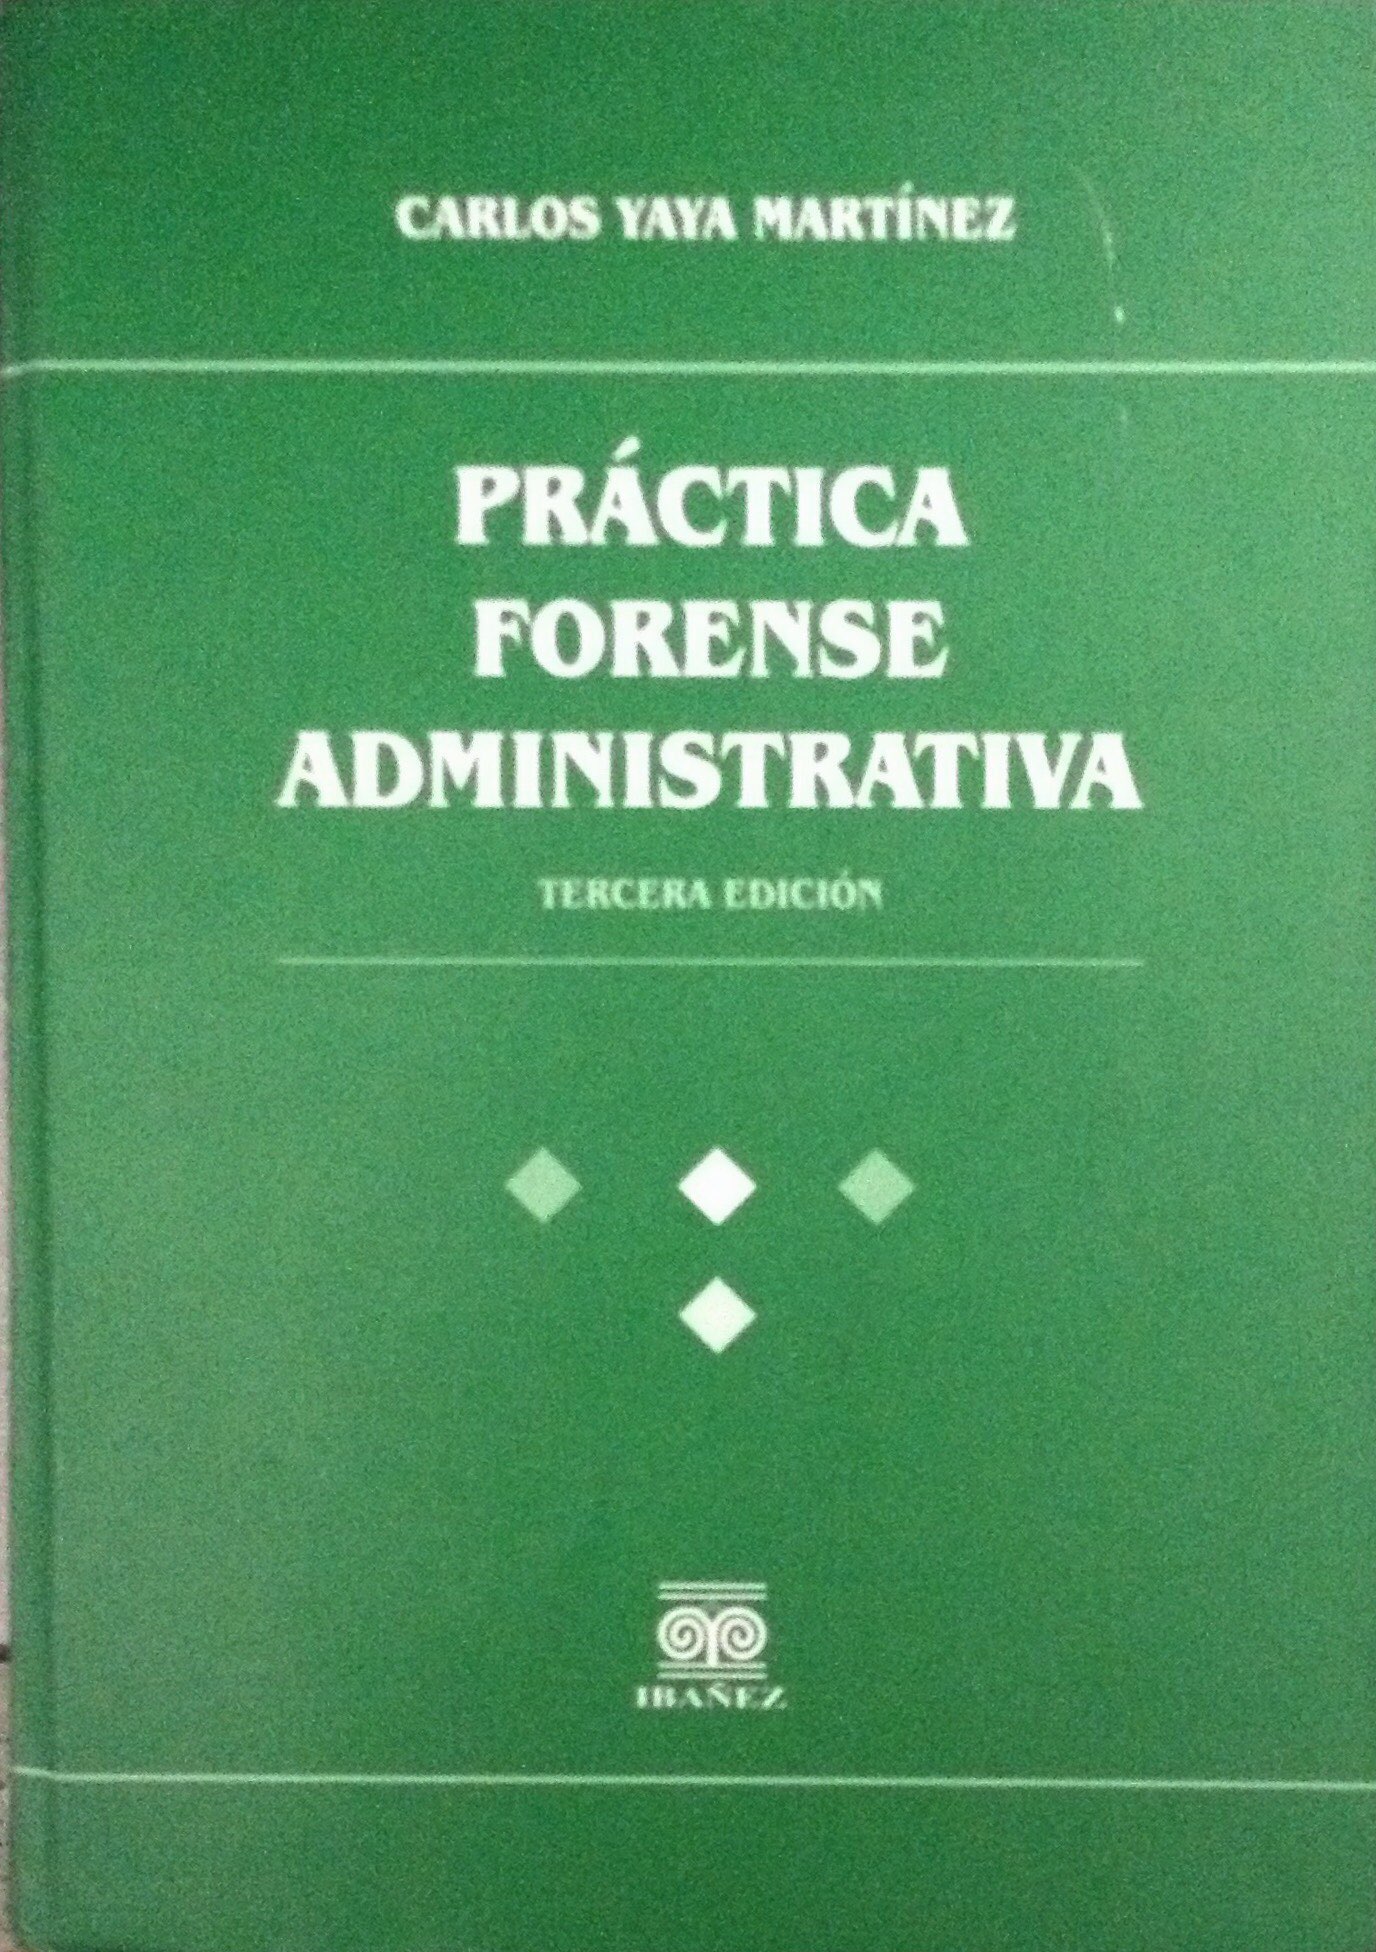 CARLOS YAYA MARTÍNEZ
PRÁCTICA
FORENSE
ADMINISTRATIVA
TERCERA EDICIÓN
IBAÑEZ